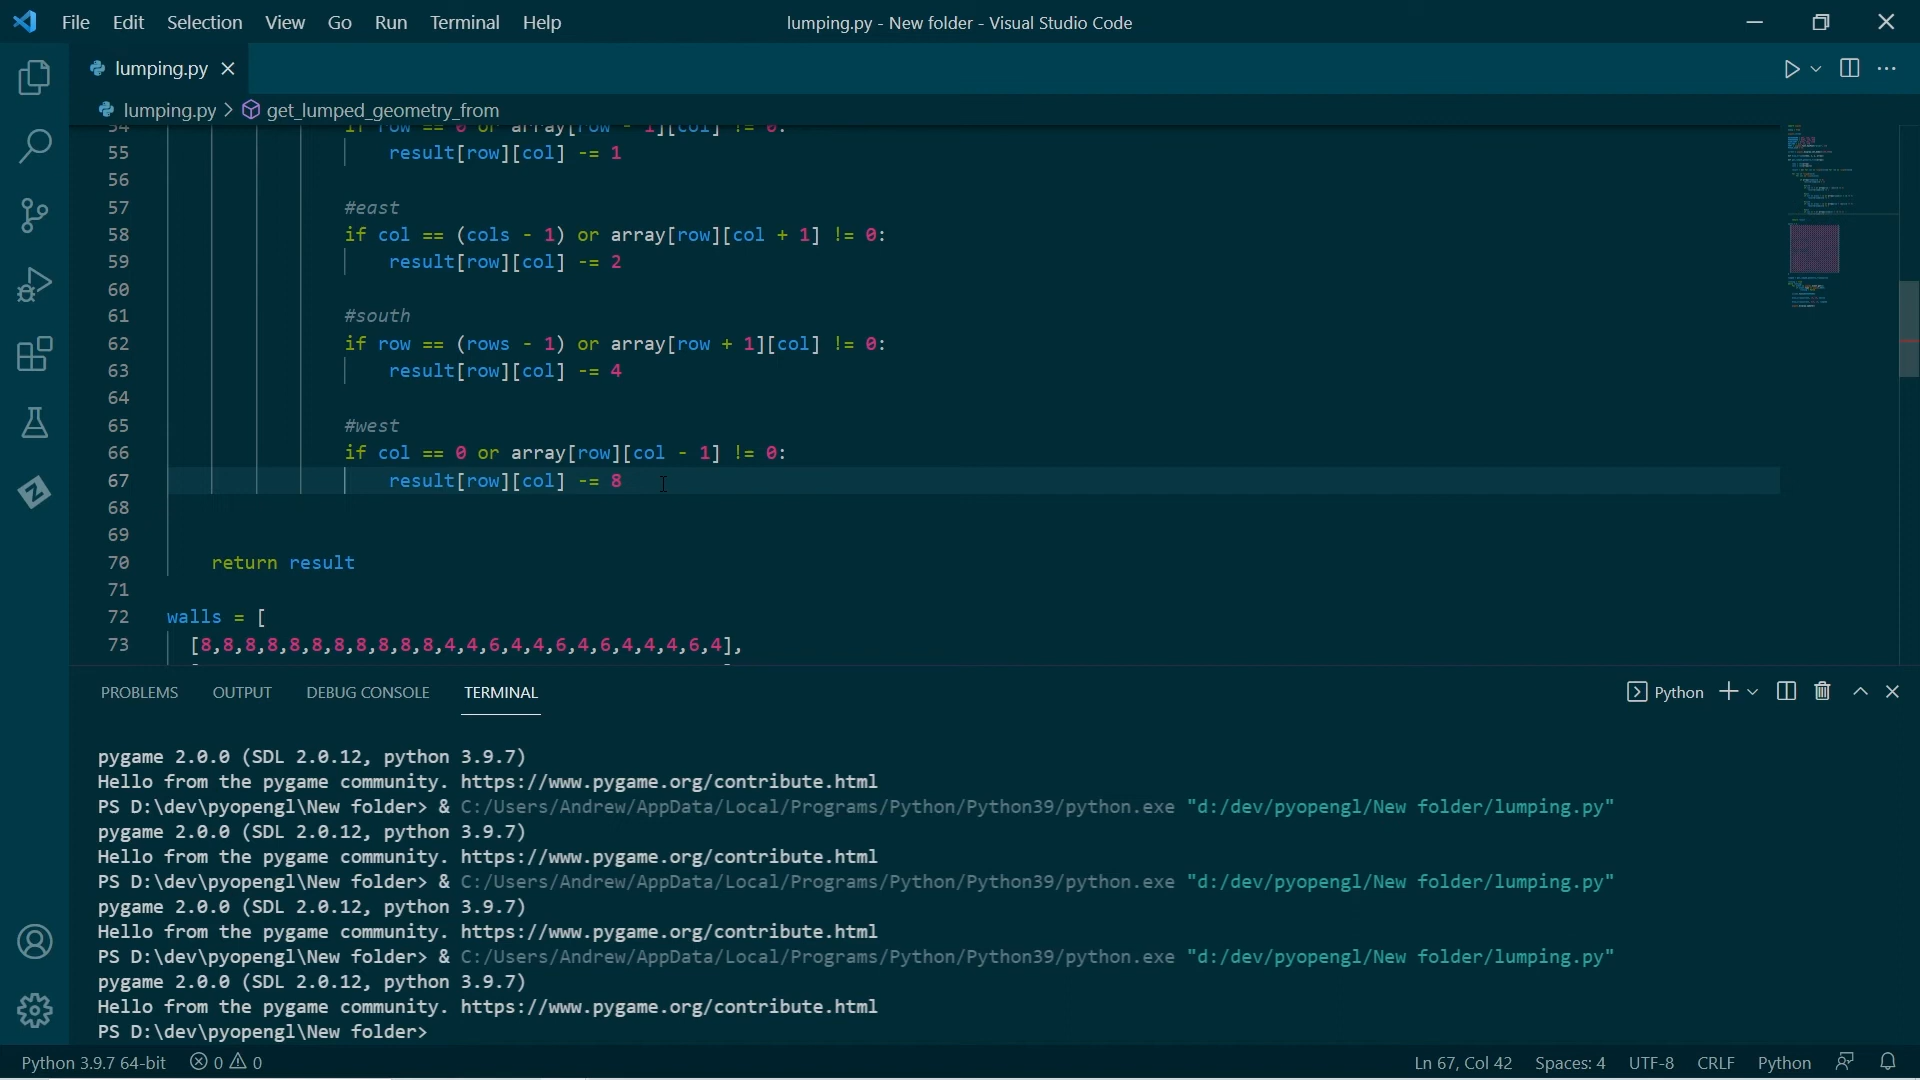 File Edit Selection View Go Run Terminal Help
lumping.py - New folder - Visual Studio Code
lumping.py
lumping.py > get_lumped_geometry_from
54 if row == 0 or array[row - 1][col] != 0:
55 result[row][col] -= 1
56
57 #east
58 if col == (cols - 1) or array[row][col + 1] != 0:
59 result[row][col] -= 2
60
61 #south
62 if row == (rows - 1) or array[row + 1][col] != 0:
63 result[row][col] -= 4
64
65 #west
66 if col == 0 or array[row][col - 1] != 0:
67 result[row][col] -= 8
68
69
70 return result
71
72 walls = [
73 [8,8,8,8,8,8,8,8,8,8,8,4,4,6,4,4,6,4,6,4,4,4,6,4],
PROBLEMS OUTPUT DEBUG CONSOLE TERMINAL
Python
pygame 2.0.0 (SDL 2.0.12, python 3.9.7)
Hello from the pygame community. https://www.pygame.org/contribute.html
PS D:\dev\pyopengl\New folder> & C:/Users/Andrew/AppData/Local/Programs/Python/Python39/python.exe "d:/dev/pyopengl/New folder/lumping.py"
pygame 2.0.0 (SDL 2.0.12, python 3.9.7)
Hello from the pygame community. https://www.pygame.org/contribute.html
PS D:\dev\pyopengl\New folder> & C:/Users/Andrew/AppData/Local/Programs/Python/Python39/python.exe "d:/dev/pyopengl/New folder/lumping.py"
pygame 2.0.0 (SDL 2.0.12, python 3.9.7)
Hello from the pygame community. https://www.pygame.org/contribute.html
PS D:\dev\pyopengl\New folder> & C:/Users/Andrew/AppData/Local/Programs/Python/Python39/python.exe "d:/dev/pyopengl/New folder/lumping.py"
pygame 2.0.0 (SDL 2.0.12, python 3.9.7)
Hello from the pygame community. https://www.pygame.org/contribute.html
PS D:\dev\pyopengl\New folder>
Python 3.9.7 64-bit 0 0 Ln 67, Col 42 Spaces: 4 UTF-8 CRLF Python